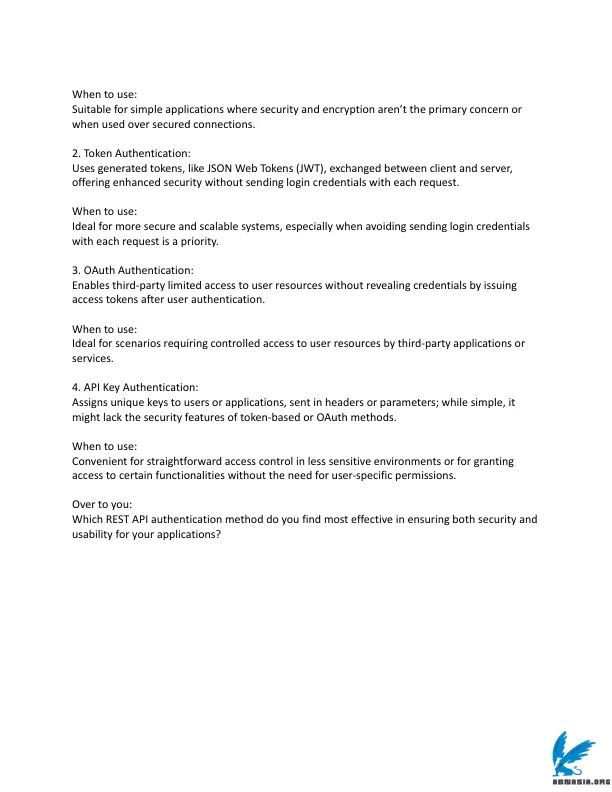 When to use:
Suitable for simple applications where security and encryption aren’t the primary concern or
when used over secured connections.
2. Token Authentication:
Uses generated tokens, like JSON Web Tokens (JWT), exchanged between client and server,
offering enhanced security without sending login credentials with each request.
When to use:
Ideal for more secure and scalable systems, especially when avoiding sending login credentials
with each request is a priority.
3. OAuth Authentication:
Enables third-party limited access to user resources without revealing credentials by issuing
access tokens after user authentication.
When to use:
Ideal for scenarios requiring controlled access to user resources by third-party applications or
services.
4. API Key Authentication:
Assigns unique keys to users or applications, sent in headers or parameters; while simple, it
might lack the security features of token-based or OAuth methods.
When to use:
Convenient for straightforward access control in less sensitive environments or for granting
access to certain functionalities without the need for user-specific permissions.
Over to you:
Which REST API authentication method do you find most effective in ensuring both security and
usability for your applications?
ABNASIA.ORG